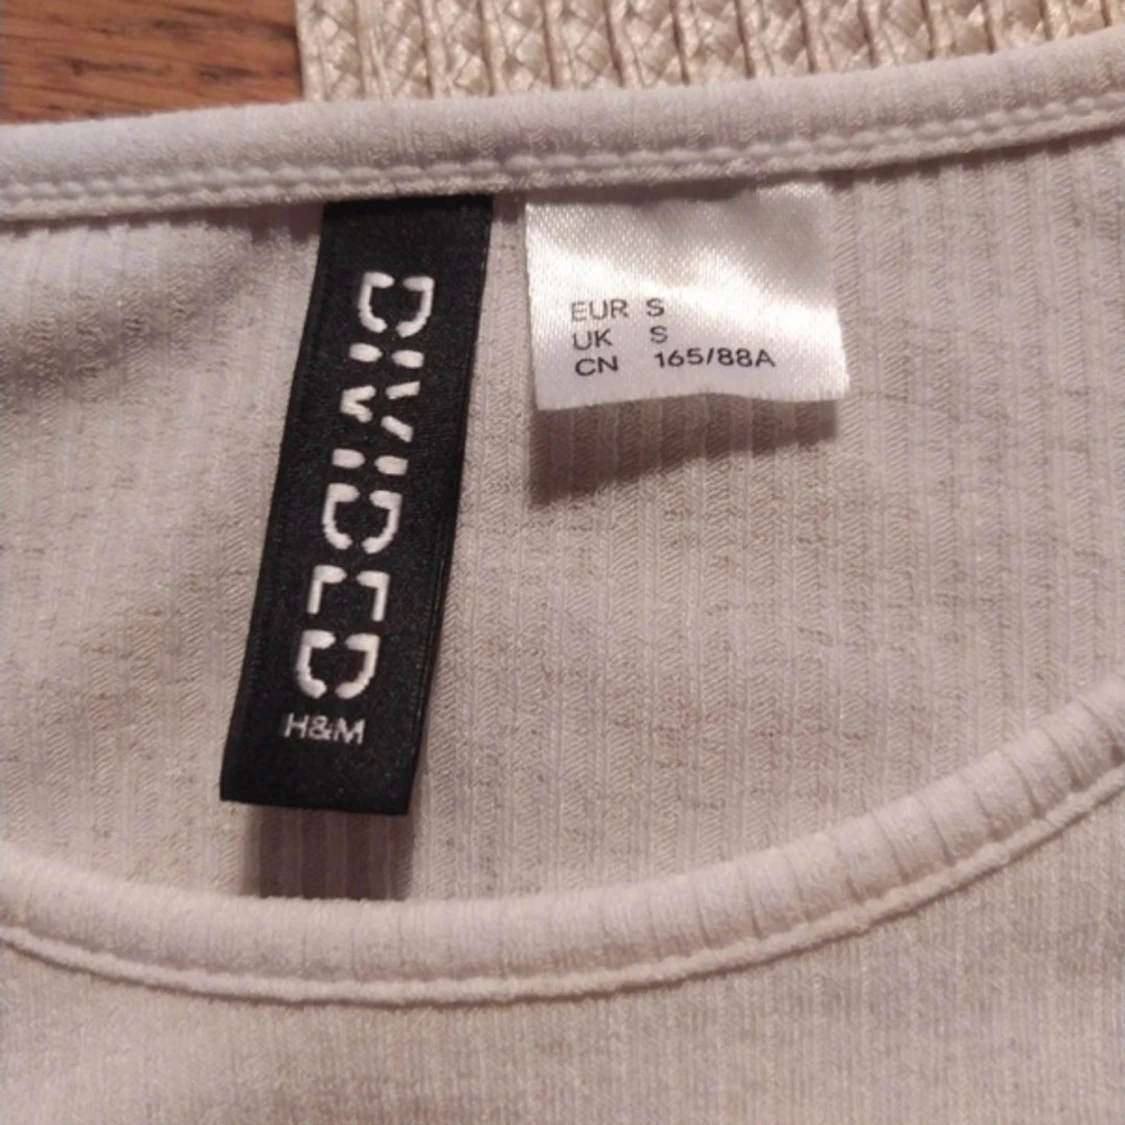 DIVIDED
H&M
EUR S
UK S
CN 165/88A